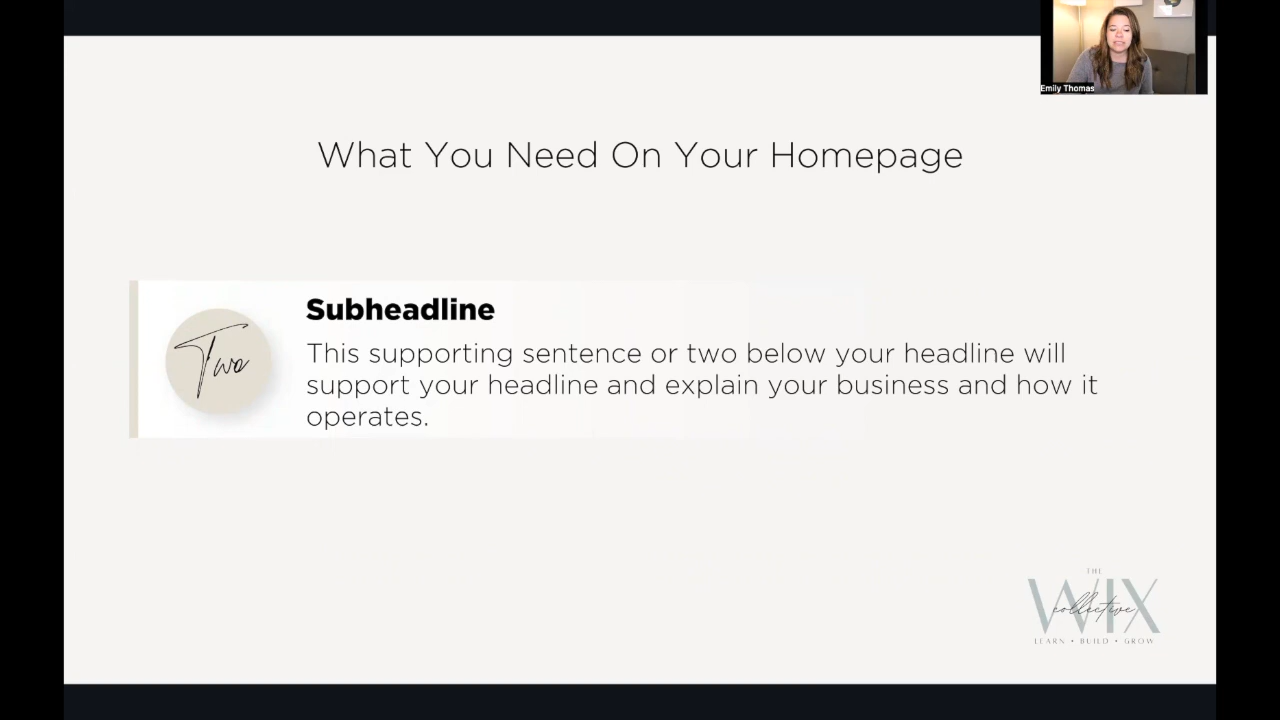 Emily Thomas
What You Need On Your Homepage
Two
Subheadline
This supporting sentence or two below your headline will
support your headline and explain your business and how it
operates.
THE
WIX
collective
LEARN • BUILD • GROW